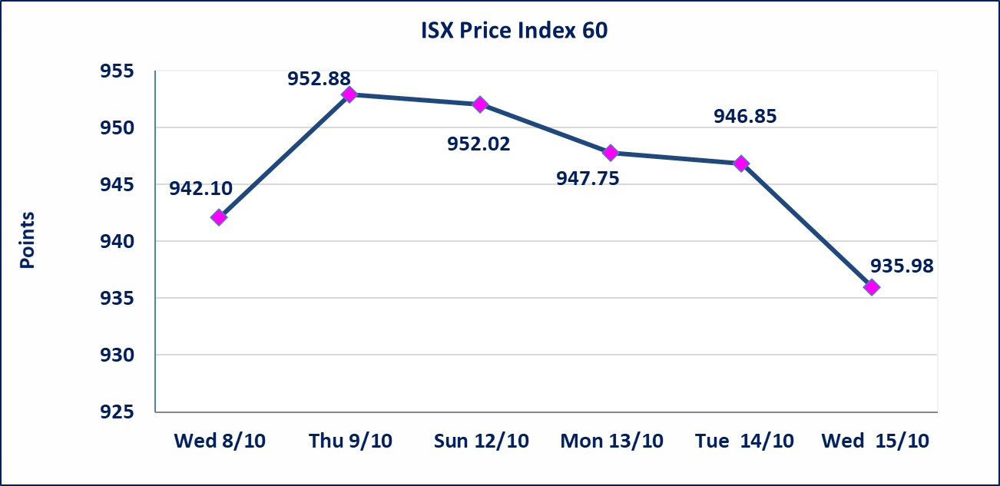 ISX Price Index 60
Points
955
950
945
940
935
930
925
942.10
952.88
952.02
947.75
946.85
935.98
Wed 8/10
Thu 9/10
Sun 12/10
Mon 13/10
Tue  14/10
Wed  15/10